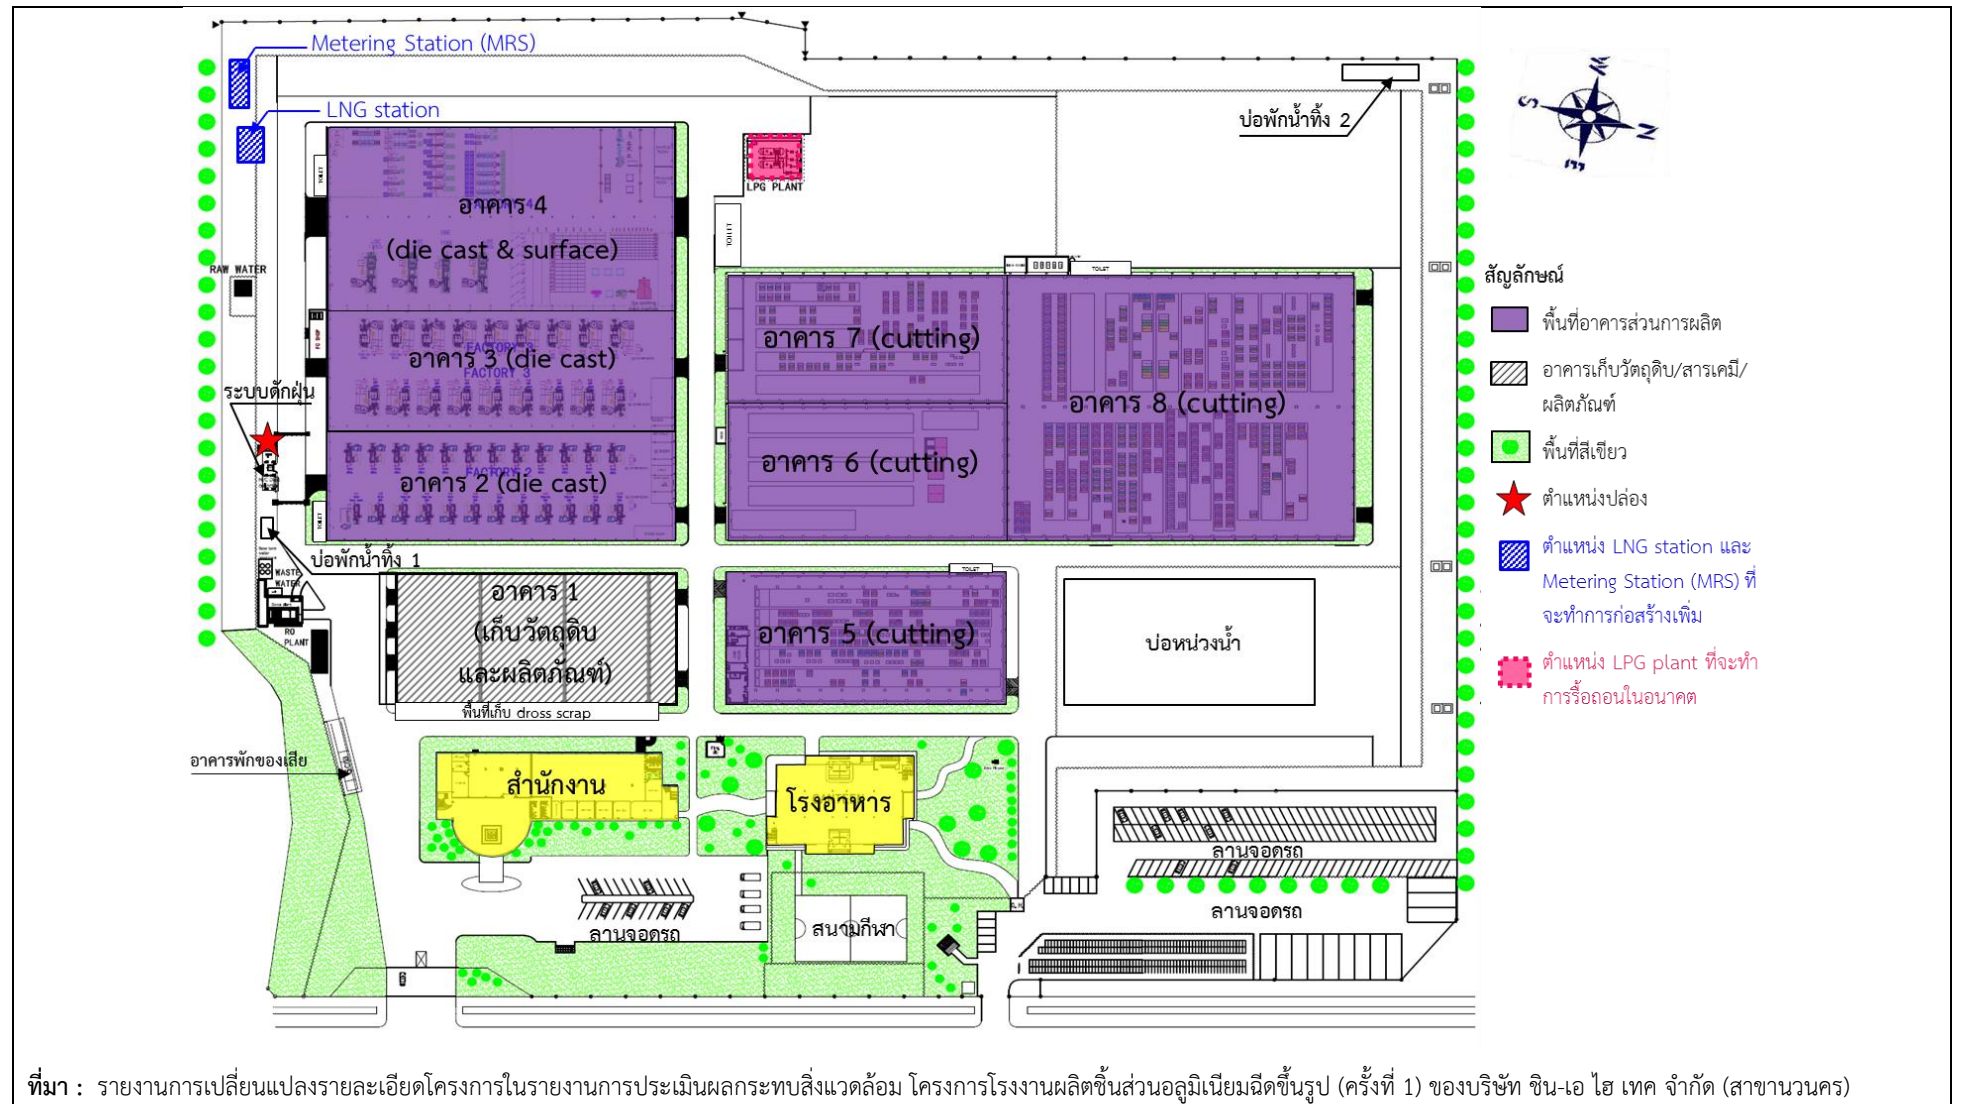 Metering Station (MRS)
LNG station
บ่อพักน้ำทิ้ง 2
LPG PLANT
TOILET
อาคาร 4
(die cast & surface)
TOILET
RAW WATER
TOILET
อาคาร 7 (cutting)
FACTORY 3
อาคาร 3 (die cast)
FACTORY 3
อาคาร 8 (cutting)
ระบบดักฝุ่น
อาคาร 6 (cutting)
FACTORY 2
อาคาร 2 (die cast)
TOILET
บ่อพักน้ำทิ้ง 1
WASTE
WATER
RO
PLANT
อาคาร 1
(เก็บวัตถุดิบ
และผลิตภัณฑ์)
พื้นที่เก็บ dross scrap
TOILET
อาคาร 5 (cutting)
บ่อหน่วงน้ำ
อาคารพักของเสีย
สำนักงาน
โรงอาหาร
ลานจอดรถ
ลานจอดรถ
ลานจอดรถ
สนามกีฬา
S
N
สัญลักษณ์
พื้นที่อาคารส่วนการผลิต
อาคารเก็บวัตถุดิบ/สารเคมี/
ผลิตภัณฑ์
พื้นที่สีเขียว
ตำแหน่งปล่อง
ตำแหน่ง LNG station และ
Metering Station (MRS) ที่
จะทำการก่อสร้างเพิ่ม
ตำแหน่ง LPG plant ที่จะทำ
การรื้อถอนในอนาคต
ที่มา : รายงานการเปลี่ยนแปลงรายละเอียดโครงการในรายงานการประเมินผลกระทบสิ่งแวดล้อม โครงการโรงงานผลิตชิ้นส่วนอลูมิเนียมฉีดขึ้นรูป (ครั้งที่ 1) ของบริษัท ชิน-เอ ไฮ เทค จำกัด (สาขานวนคร)